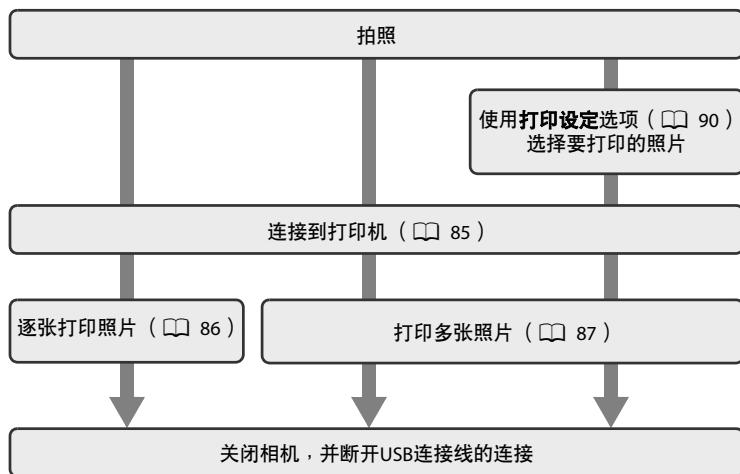 拍照
使用打印设定选项（ 90）
选择要打印的照片
连接到打印机（ 85）
逐张打印照片（ 86）
打印多张照片（ 87）
关闭相机，并断开USB连接线的连接